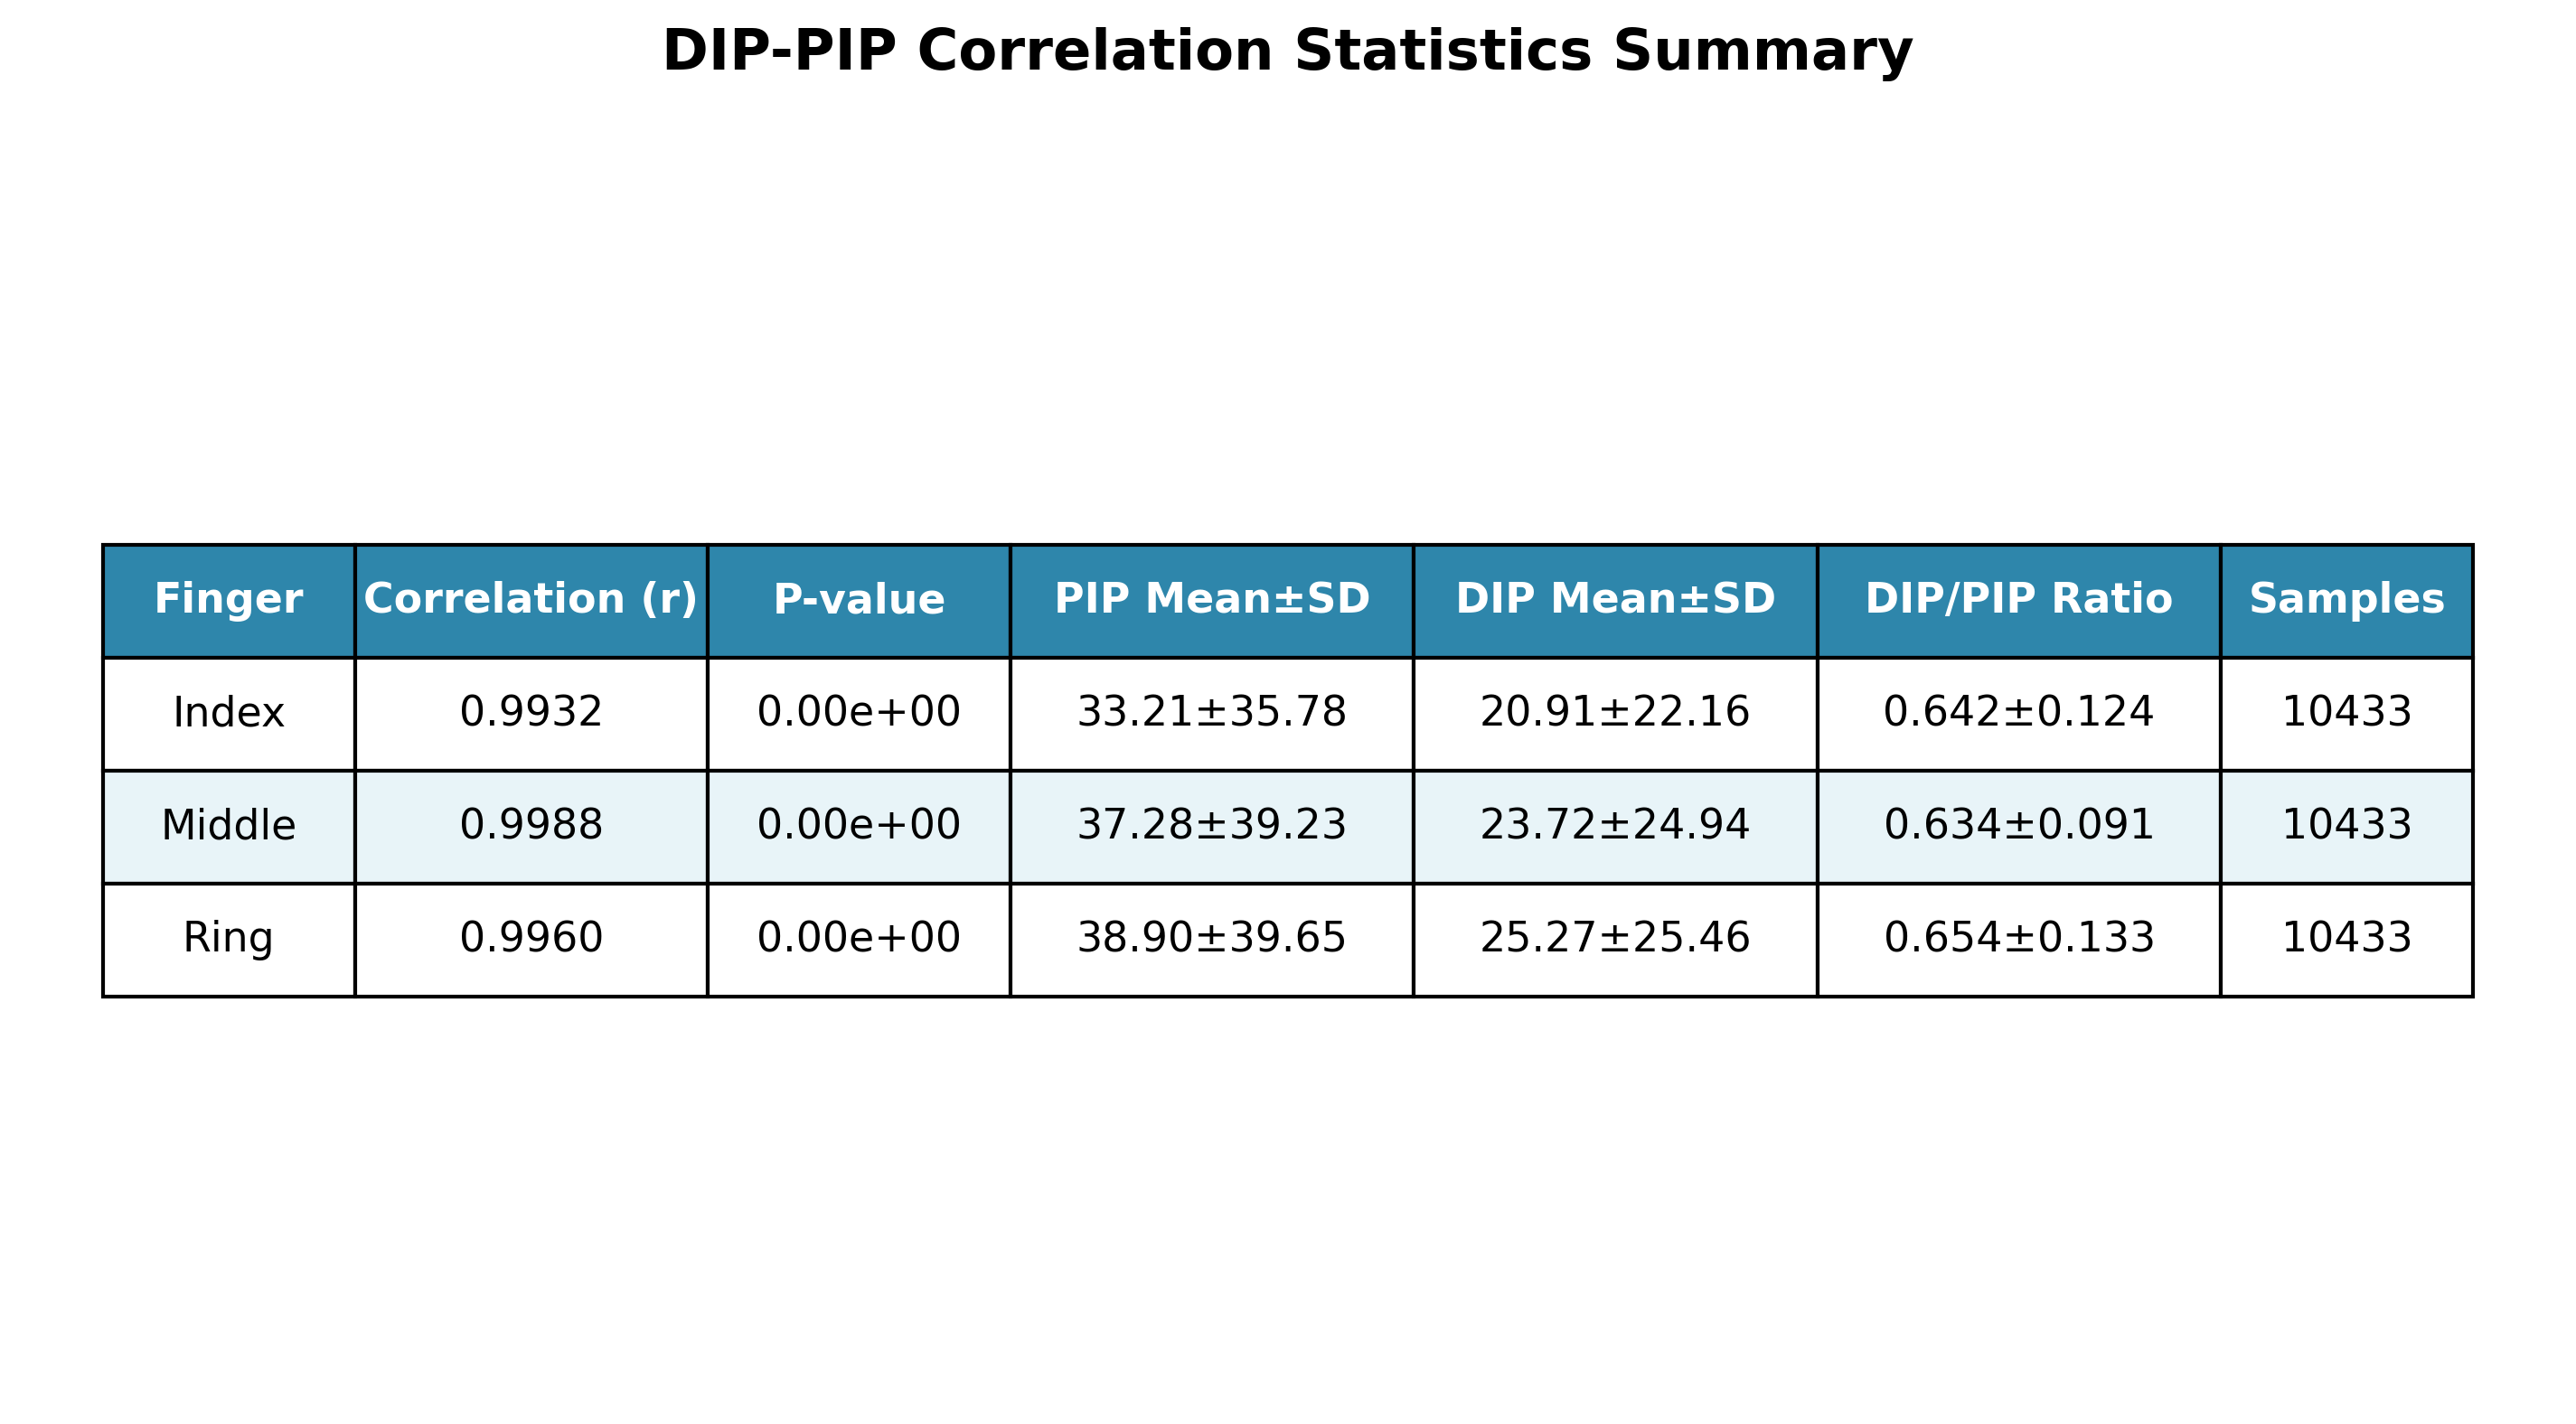 DIP-PIP Correlation Statistics Summary
Finger Correlation (r) P-value PIP Mean±SD DIP Mean±SD DIP/PIP Ratio Samples
Index 0.9932 0.00e+00 33.21±35.78 20.91±22.16 0.642±0.124 10433
Middle 0.9988 0.00e+00 37.28±39.23 23.72±24.94 0.634±0.091 10433
Ring 0.9960 0.00e+00 38.90±39.65 25.27±25.46 0.654±0.133 10433